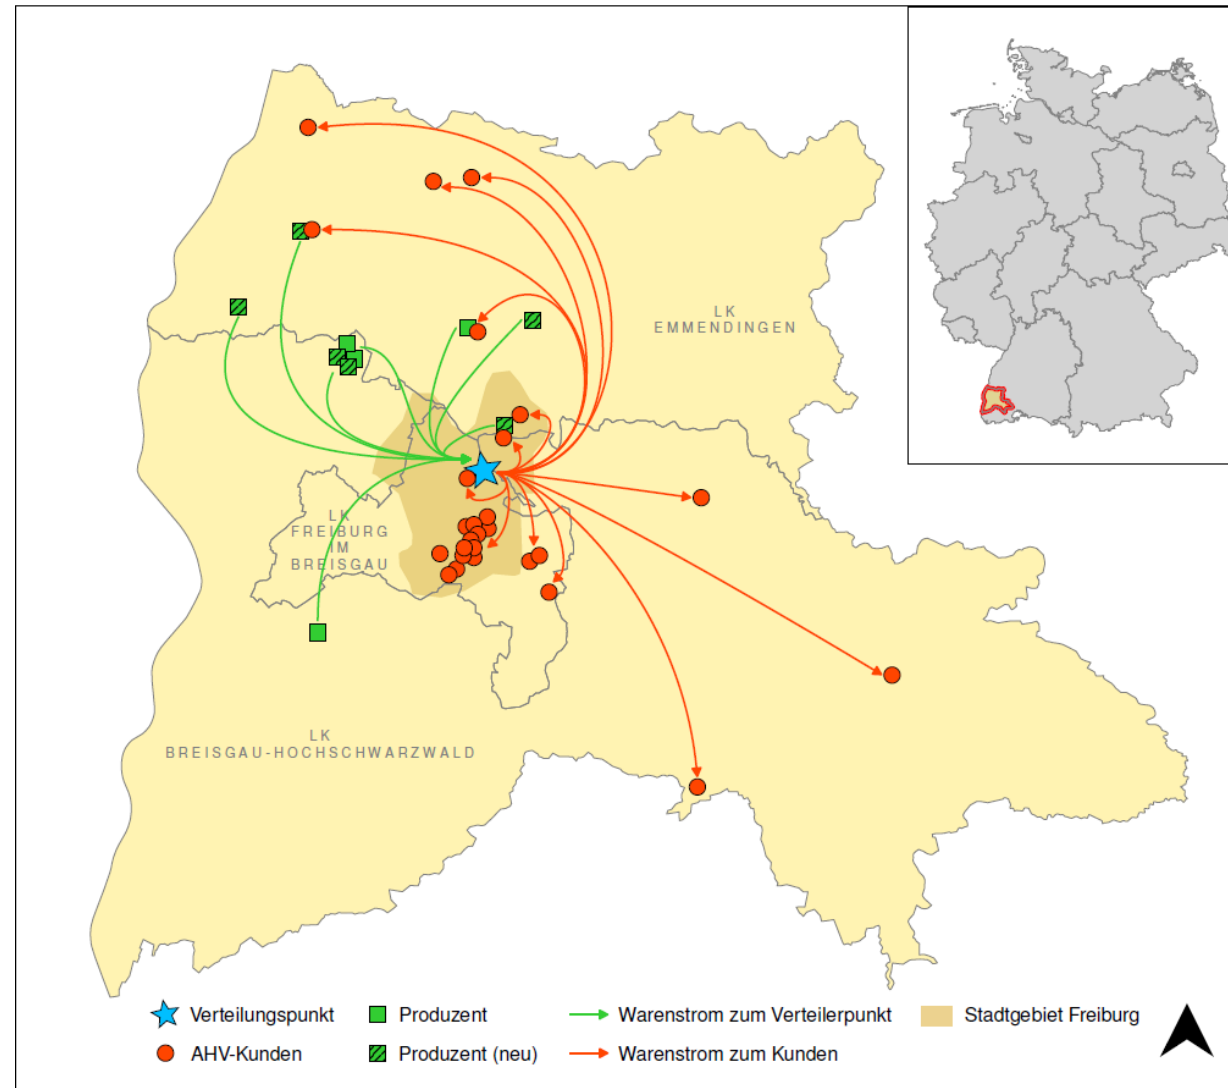 LK
EMMENDINGEN
LK
FREIBURG
IM
BREISGAU
LK
BREISGAU-HOCHSCHWARZWALD
Verteilungspunkt
Produzent
Warenstrom zum Verteilerpunkt
Stadtgebiet Freiburg
AHV-Kunden
Produzent (neu)
Warenstrom zum Kunden